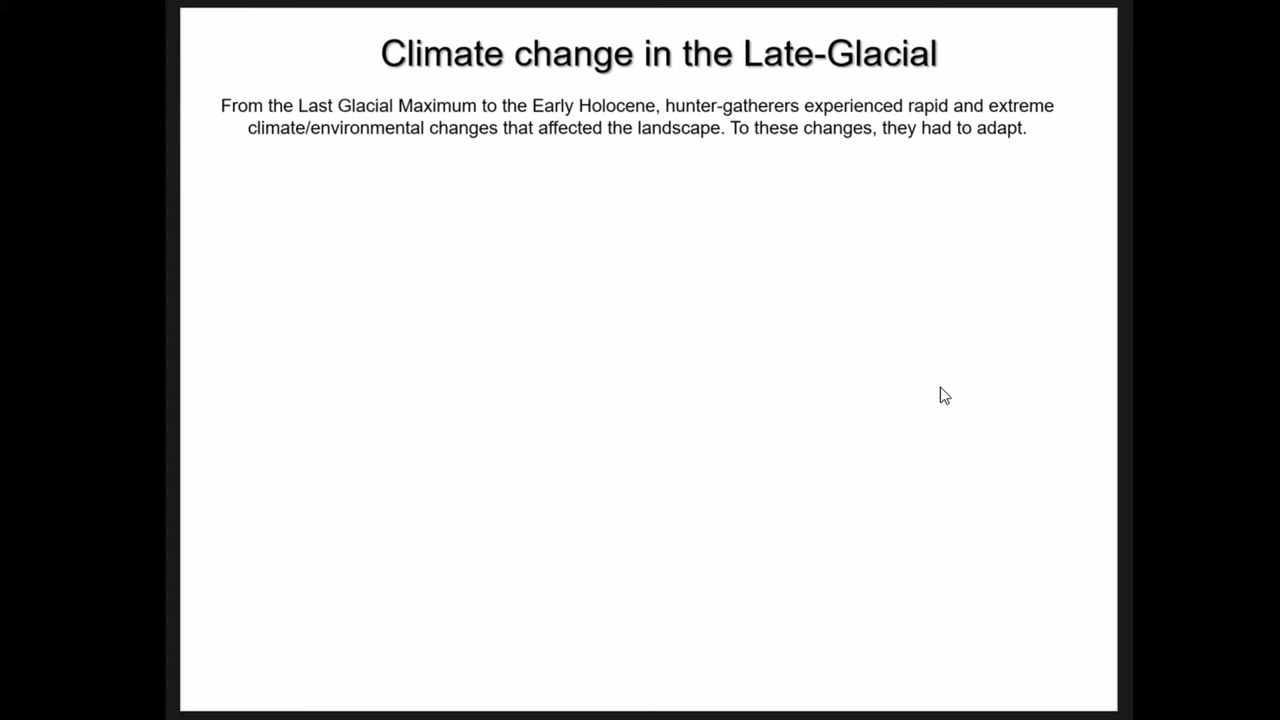 Climate change in the Late-Glacial
From the Last Glacial Maximum to the Early Holocene, hunter-gatherers experienced rapid and extreme
climate/environmental changes that affected the landscape. To these changes, they had to adapt.